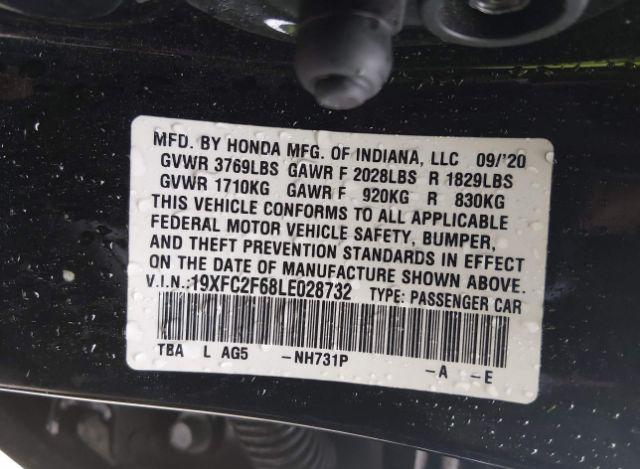 MFD. BY HONDA MFG. OF INDIANA, LLC 09/'20
GVWR 3769LBS GAWR F 2028LBS R 1829LBS
GVWR 1710KG GAWR F 920KG R 830KG
THIS VEHICLE CONFORMS TO ALL APPLICABLE
FEDERAL MOTOR VEHICLE SAFETY, BUMPER,
AND THEFT PREVENTION STANDARDS IN EFFECT
ON THE DATE OF MANUFACTURE SHOWN ABOVE.
V.I.N.:19XFC2F68LE028732 TYPE: PASSENGER CAR
TBA L AG5 -NH731P -A -E